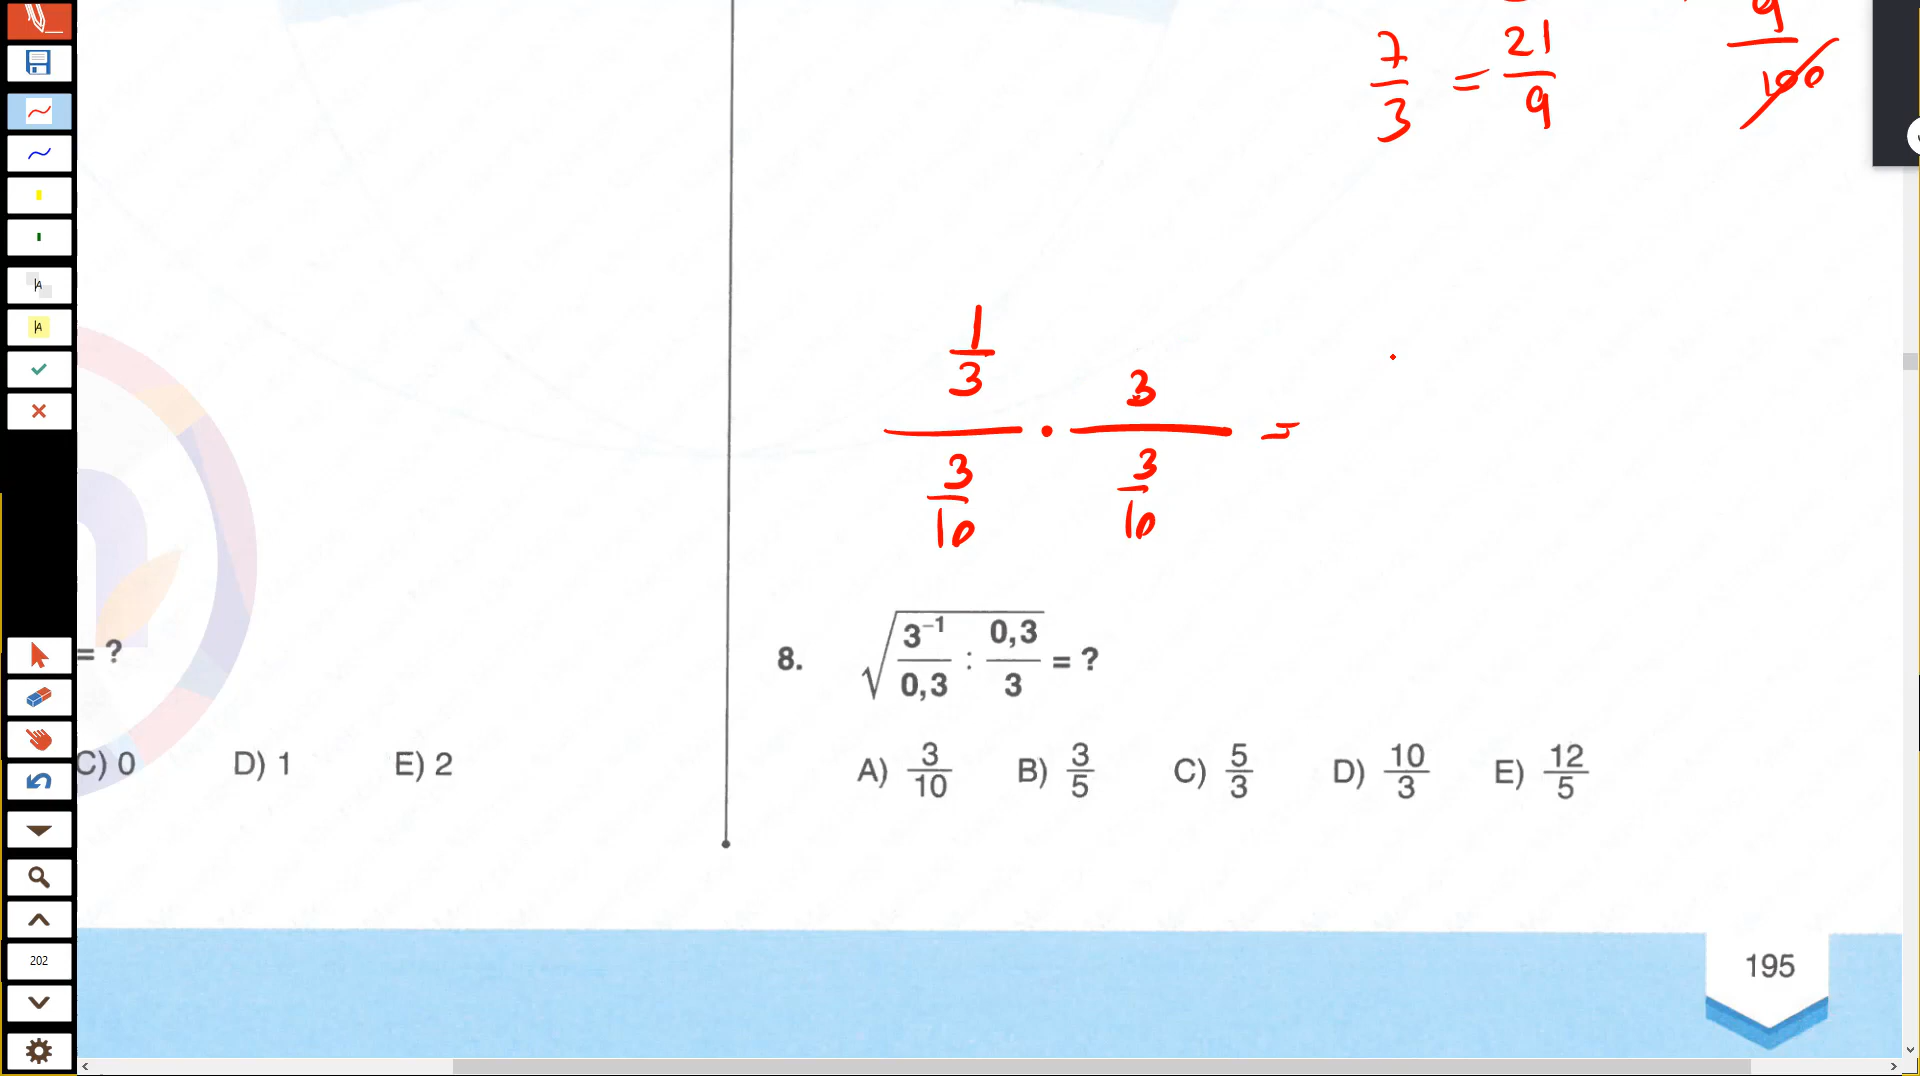 7/3 = 21/9
9/100
(1/3)/(3/10) · 3/(3/10) =
= ?
C) 0 D) 1 E) 2
8. √(3⁻¹/0,3 : 0,3/3) = ?
A) 3/10 B) 3/5 C) 5/3 D) 10/3 E) 12/5
195
202